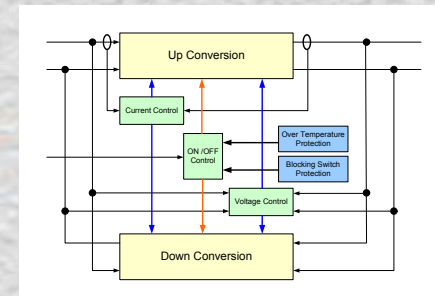 Up Conversion
Current Control
Over Temperature
Protection
ON /OFF
Control
Blocking Switch
Protection
Voltage Control
Down Conversion